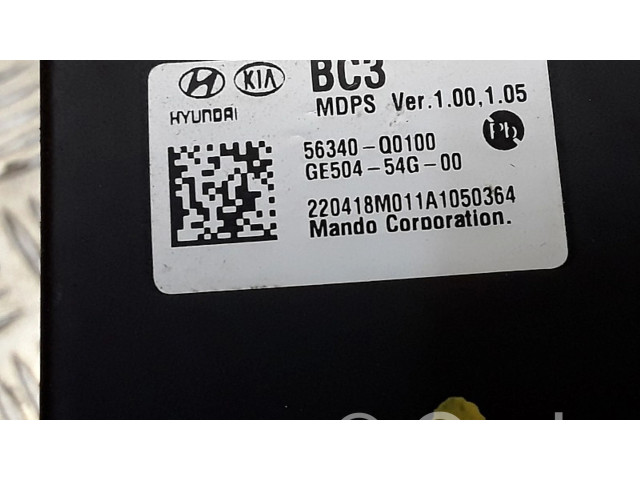 BC3
KIA
HYUNDAI
MDPS Ver.1.00,1.05
Pb
56340-Q0100
GE504-54G-00
220418M011A1050364
Mando Corporation.